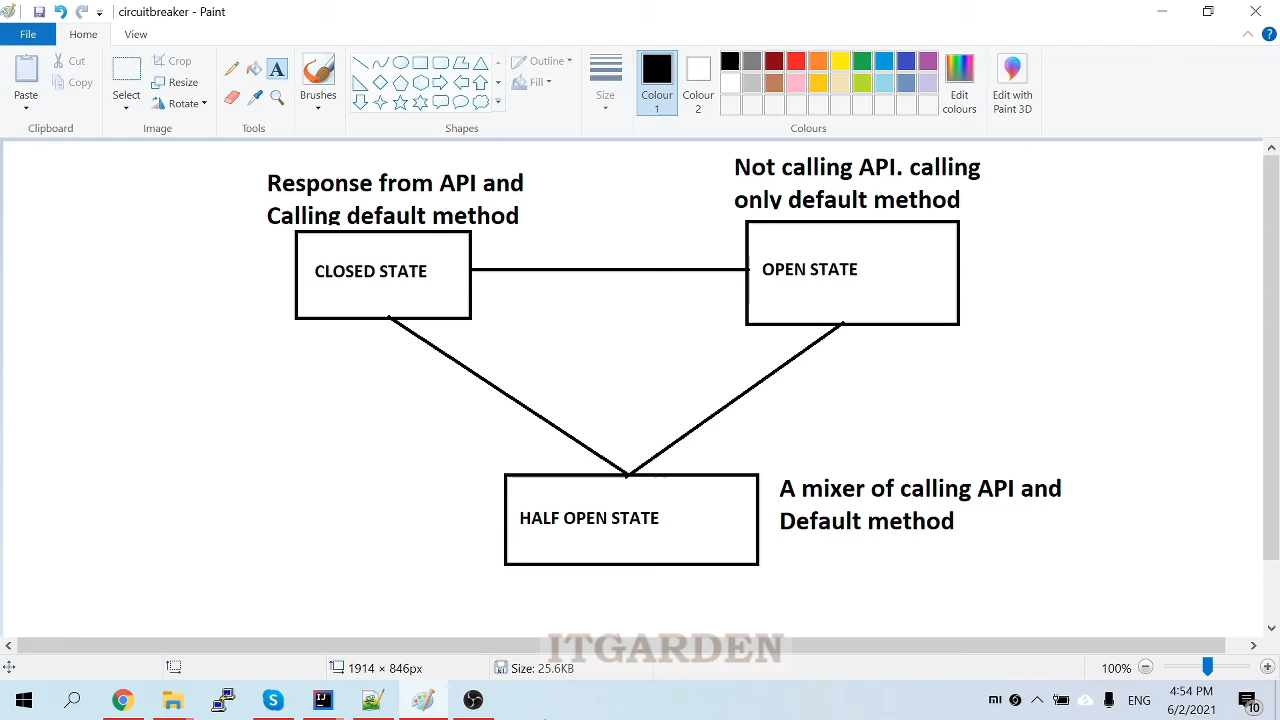 circuitbreaker - Paint
File
Home
View
Paste
Cut
Copy
Clipboard
Select
Crop
Resize
Rotate
Image
Tools
Brushes
Shapes
Outline
Fill
Size
Colour
1
Colour
2
Colours
Edit
colours
Edit with
Paint 3D
Response from API and
Calling default method
Not calling API. calling
only default method
CLOSED STATE
OPEN STATE
HALF OPEN STATE
A mixer of calling API and
Default method
ITGARDEN
1914 × 846px
Size: 25.6KB
100%
ENG
4:54 PM
6/2/2021
10